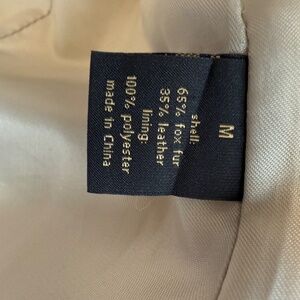 M
shell:
65% fox fur
35% leather
lining:
100% polyester
made in China